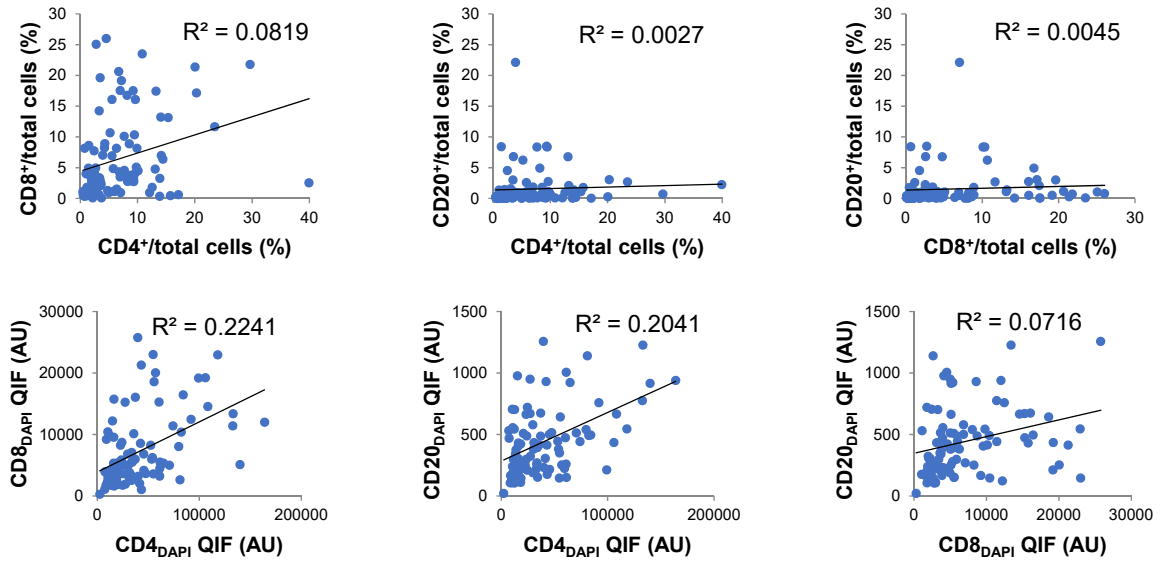 R² = 0.0819
30
25
20
15
10
5
0
0 10 20 30 40
CD8⁺/total cells (%)
CD4⁺/total cells (%)
R² = 0.0027
30
25
20
15
10
5
0
0 10 20 30 40
CD20⁺/total cells (%)
CD4⁺/total cells (%)
R² = 0.0045
30
25
20
15
10
5
0
0 10 20 30
CD20⁺/total cells (%)
CD8⁺/total cells (%)
R² = 0.2241
30000
20000
10000
0
0 100000 200000
CD8DAPI QIF (AU)
CD4DAPI QIF (AU)
R² = 0.2041
1500
1000
500
0
0 100000 200000
CD20DAPI QIF (AU)
CD4DAPI QIF (AU)
R² = 0.0716
1500
1000
500
0
0 10000 20000 30000
CD20DAPI QIF (AU)
CD8DAPI QIF (AU)